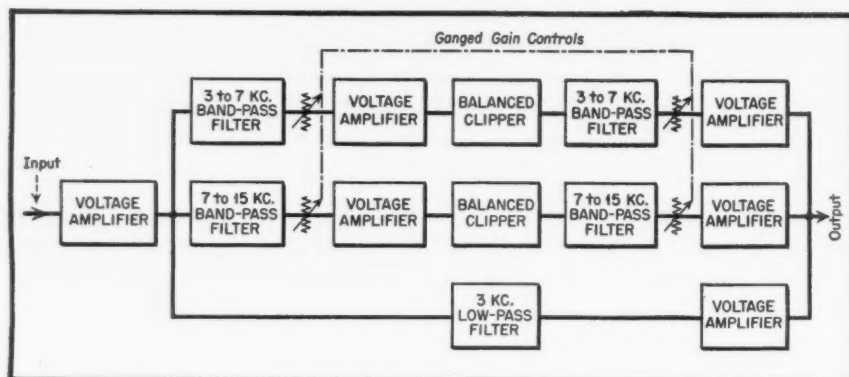 Ganged Gain Controls
3 to 7 KC.
BAND-PASS
FILTER
VOLTAGE
AMPLIFIER
BALANCED
CLIPPER
3 to 7 KC.
BAND-PASS
FILTER
VOLTAGE
AMPLIFIER
Input
VOLTAGE
AMPLIFIER
7 to 15 KC.
BAND-PASS
FILTER
VOLTAGE
AMPLIFIER
BALANCED
CLIPPER
7 to 15 KC.
BAND-PASS
FILTER
VOLTAGE
AMPLIFIER
Output
3 KC.
LOW-PASS
FILTER
VOLTAGE
AMPLIFIER